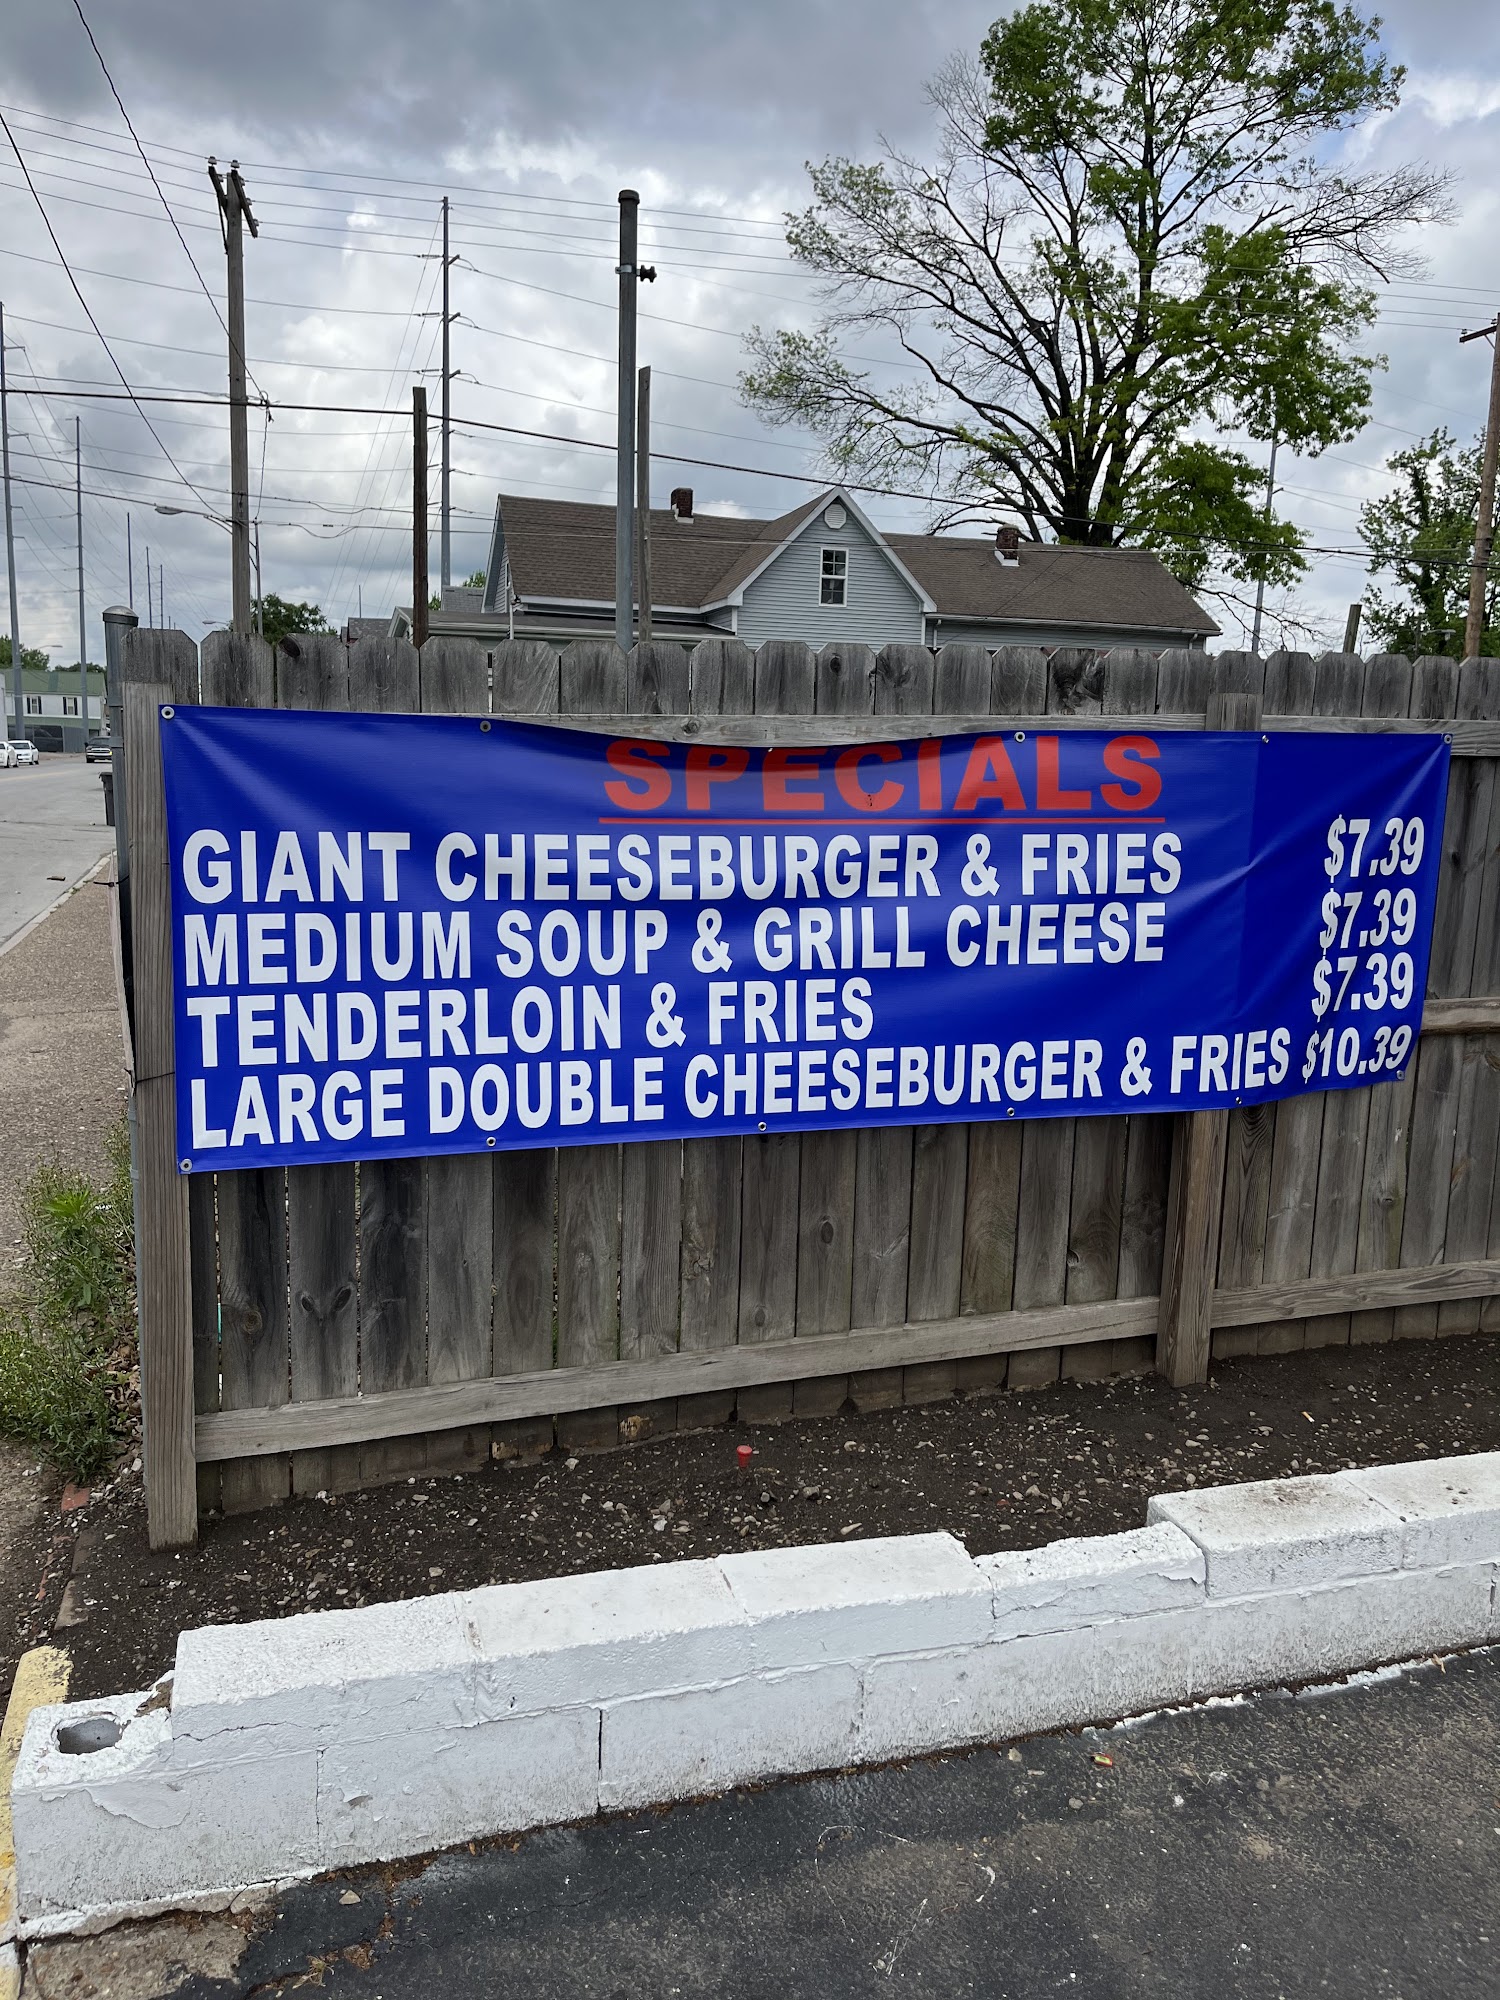 SPECIALS
GIANT CHEESEBURGER & FRIES $7.39
MEDIUM SOUP & GRILL CHEESE $7.39
TENDERLOIN & FRIES $7.39
LARGE DOUBLE CHEESEBURGER & FRIES $10.39